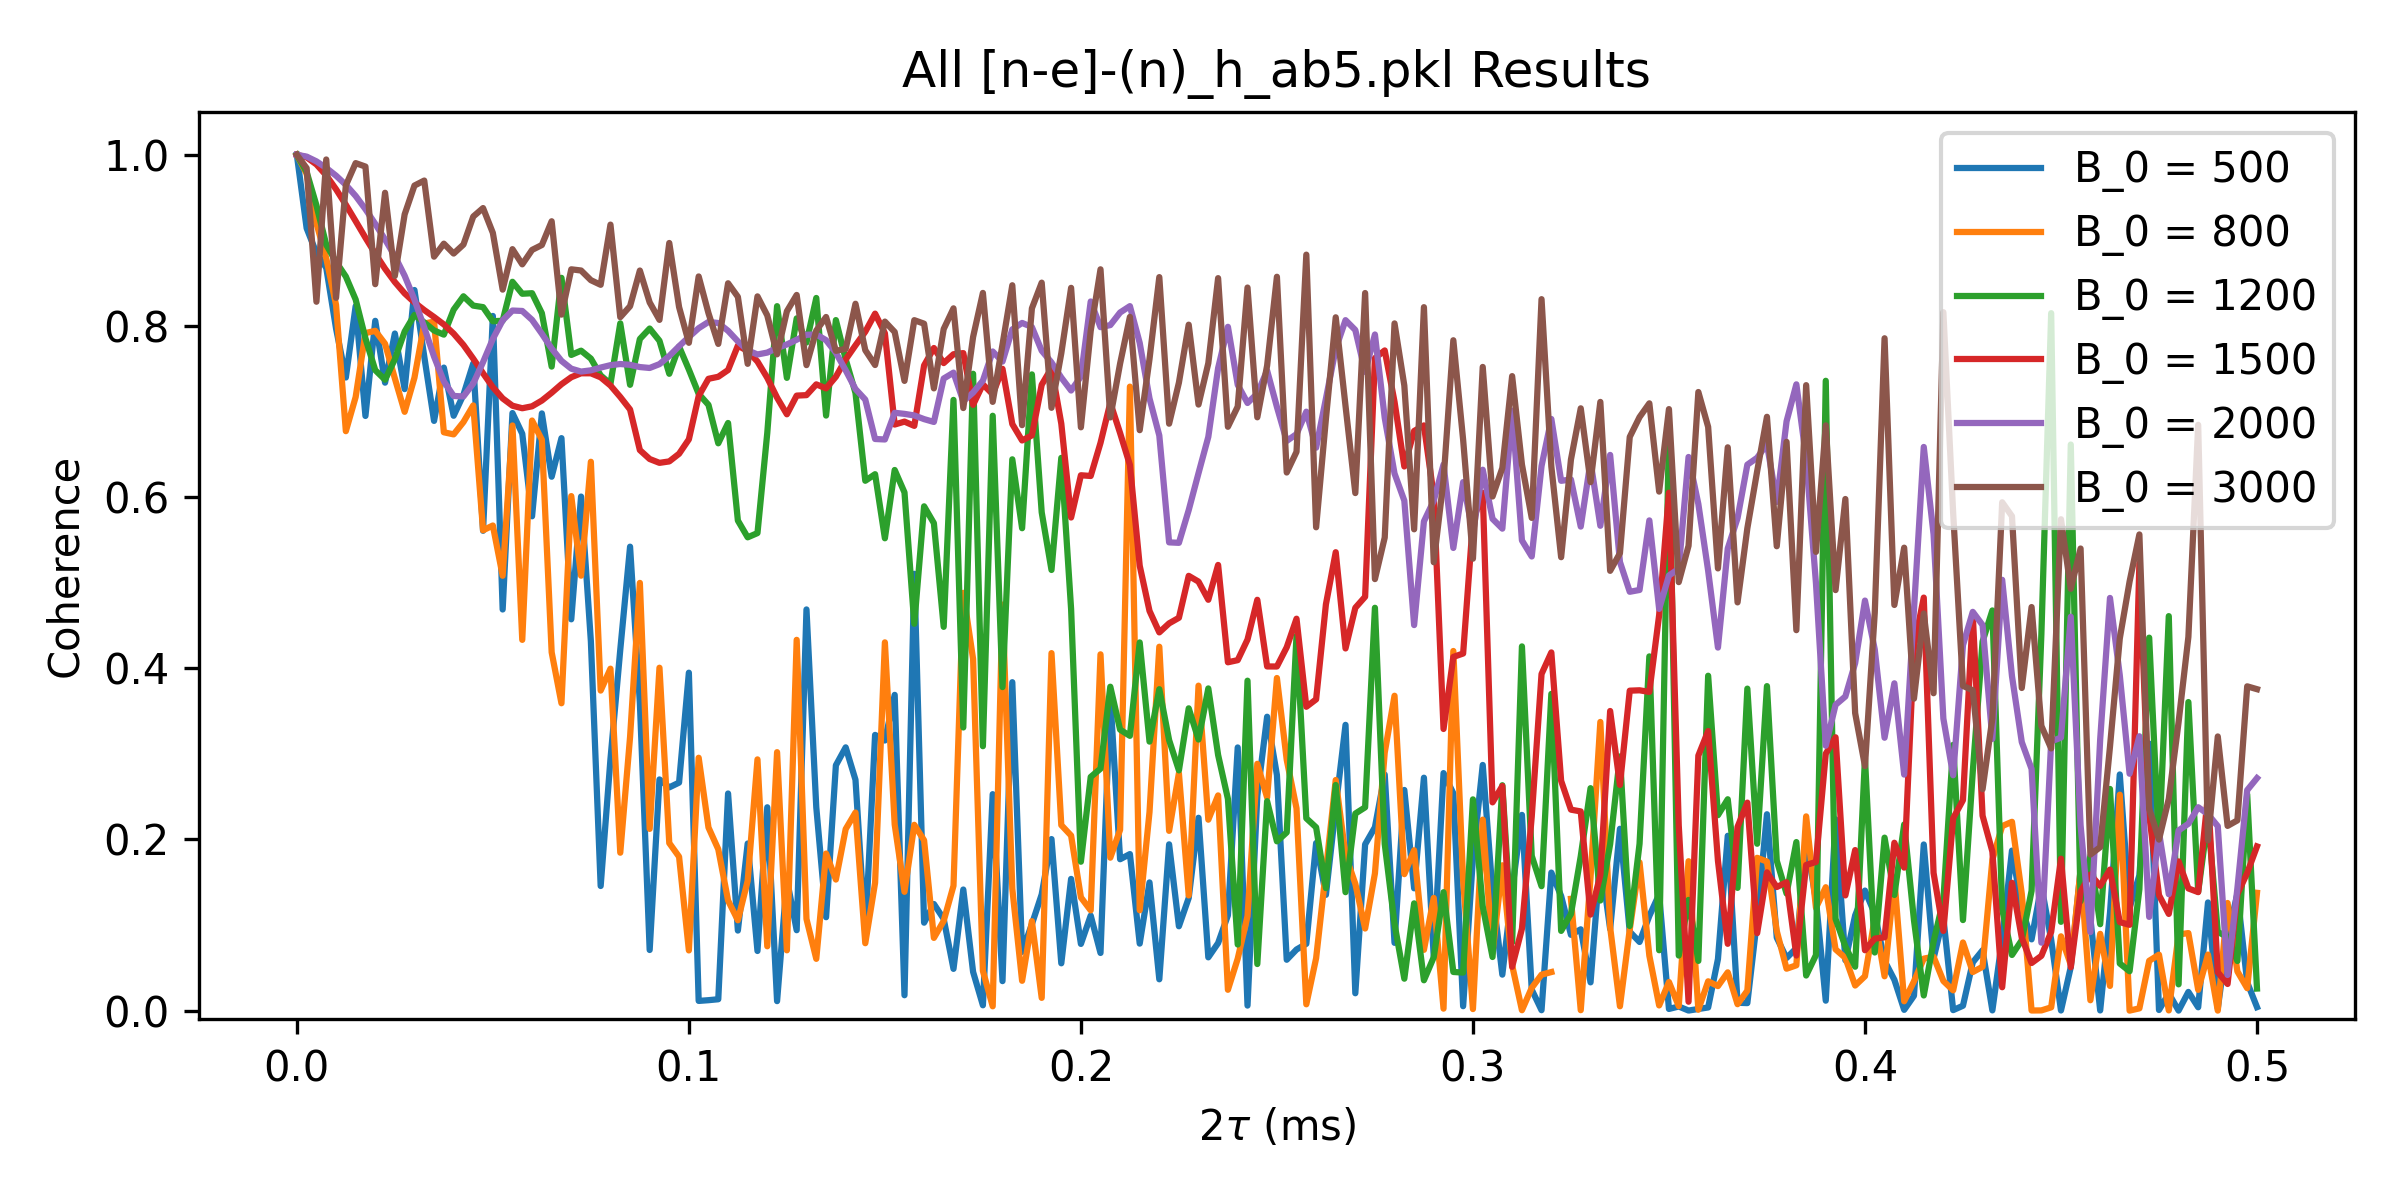 All [n-e]-(n)_h_ab5.pkl Results
Coherence
1.0
0.8
0.6
0.4
0.2
0.0
0.0 0.1 0.2 0.3 0.4 0.5
2τ (ms)
B_0 = 500
B_0 = 800
B_0 = 1200
B_0 = 1500
B_0 = 2000
B_0 = 3000